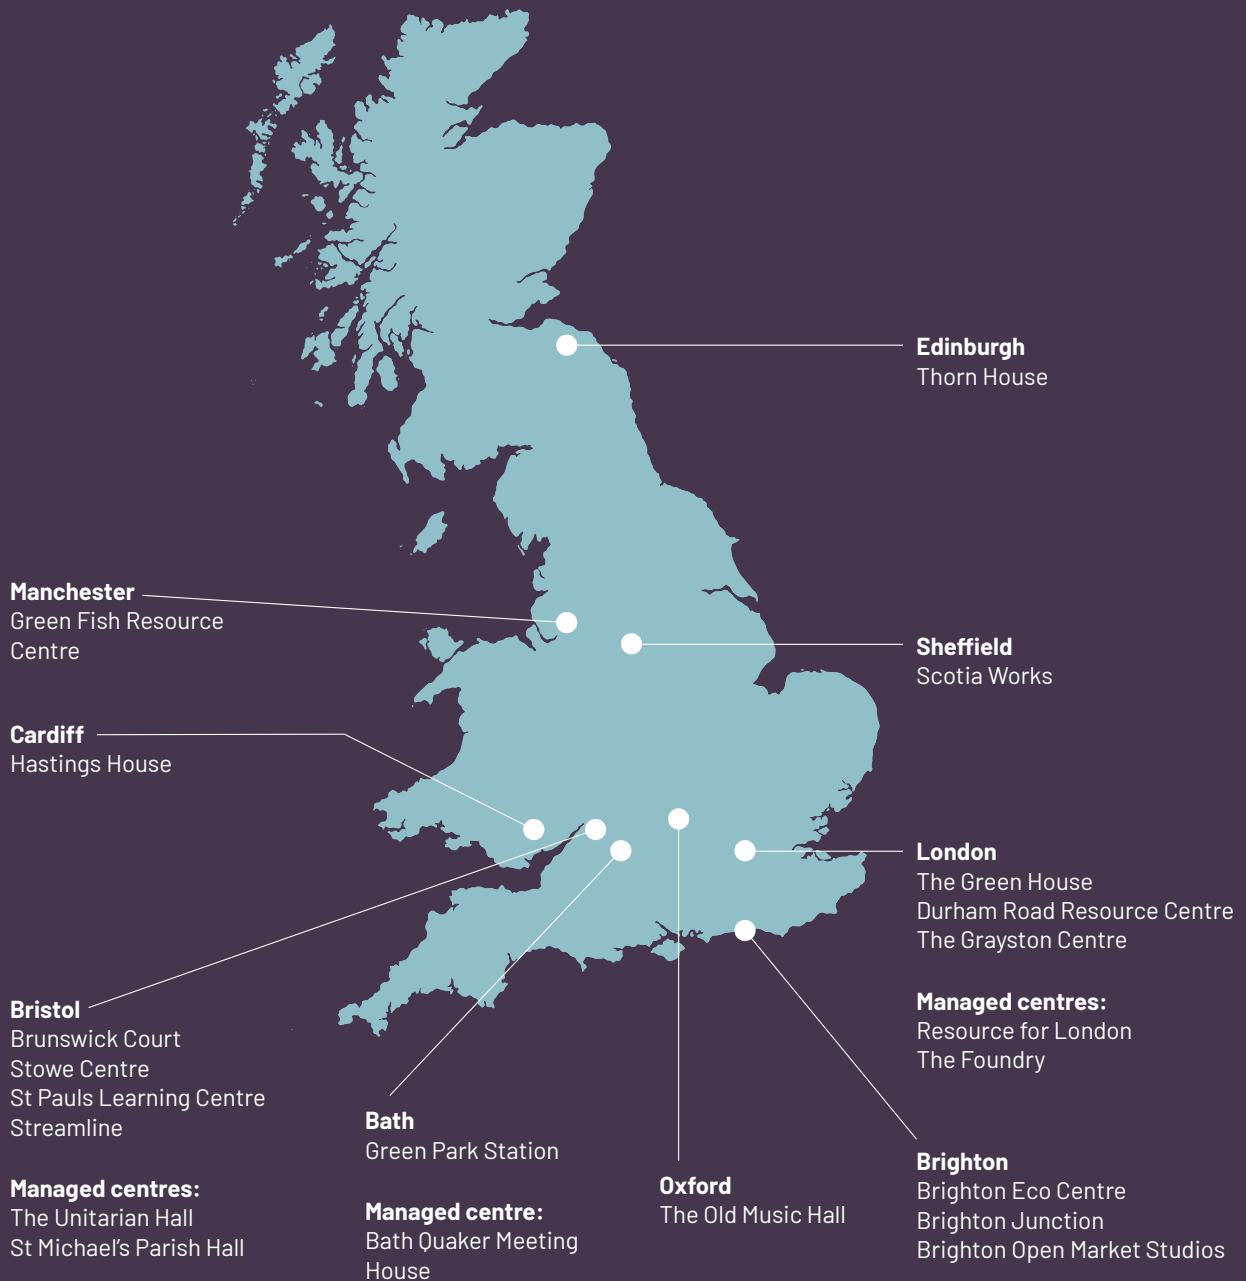 Edinburgh
Thorn House
Manchester
Green Fish Resource
Centre
Sheffield
Scotia Works
Cardiff
Hastings House
London
The Green House
Durham Road Resource Centre
The Grayston Centre
Managed centres:
Resource for London
The Foundry
Bristol
Brunswick Court
Stowe Centre
St Pauls Learning Centre
Streamline
Managed centres:
The Unitarian Hall
St Michael's Parish Hall
Bath
Green Park Station
Managed centre:
Bath Quaker Meeting
House
Oxford
The Old Music Hall
Brighton
Brighton Eco Centre
Brighton Junction
Brighton Open Market Studios